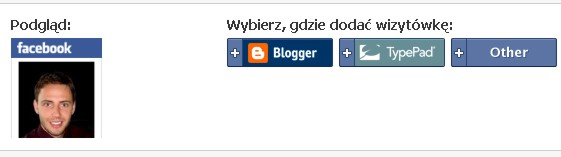 Podgląd:
Wybierz, gdzie dodać wizytówkę:
facebook
+ Blogger
+ TypePad®
+ Other